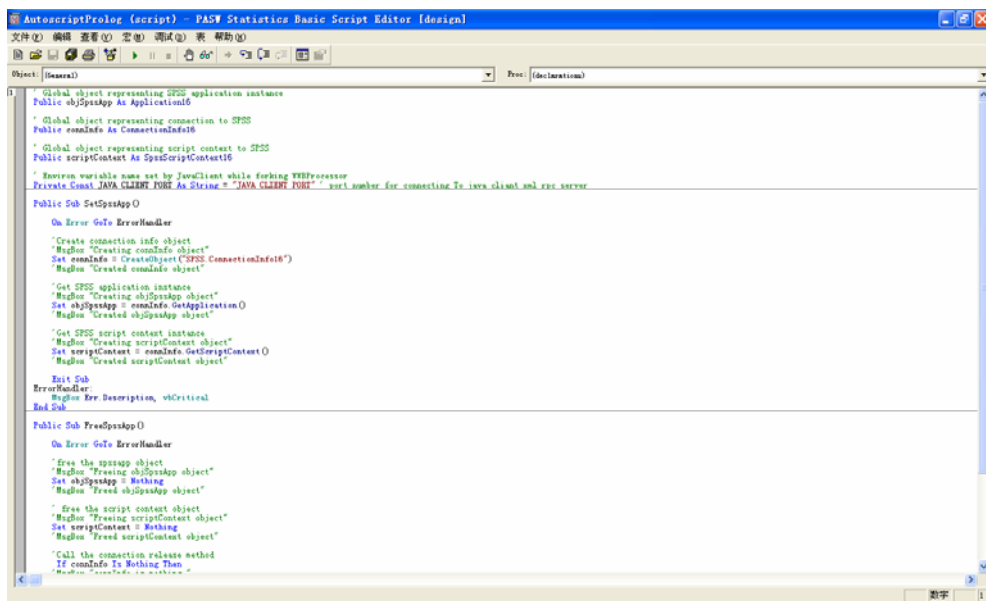 AutoscriptProlog (script) - PASW Statistics Basic Script Editor [design]
文件(F) 编辑 查看(V) 宏(M) 调试(D) 表 帮助(H)
Object: (General) Proc: (declarations)
1
' Global object representing SPSS application instance
Public objSpssApp As Application16
' Global object representing connection to SPSS
Public connInfo As ConnectionInfo16
' Global object representing script context to SPSS
Public scriptContext As SpssScriptContext16
' Environ variable name set by JavaClient while forking WWBProcessor
Private Const JAVA_CLIENT_PORT As String = "JAVA_CLIENT_PORT" ' port number for connecting To java client xml rpc server
Public Sub SetSpssApp()
On Error GoTo ErrorHandler
'Create connection info object
'MsgBox "Creating connInfo object"
Set connInfo = CreateObject("SPSS.ConnectionInfo16")
'MsgBox "Created connInfo object"
'Get SPSS application instance
'MsgBox "Creating objSpssApp object"
Set objSpssApp = connInfo.GetApplication()
'MsgBox "Created objSpssApp object"
'Get SPSS script context instance
'MsgBox "Creating scriptContext object"
Set scriptContext = connInfo.GetScriptContext()
'MsgBox "Created scriptContext object"
Exit Sub
ErrorHandler:
MsgBox Err.Description, vbCritical
End Sub
Public Sub FreeSpssApp()
On Error GoTo ErrorHandler
'free the spssapp object
'MsgBox "Freeing objSpssApp object"
Set objSpssApp = Nothing
'MsgBox "Freed objSpssApp object"
' free the script context object
'MsgBox "Freeing scriptContext object"
Set scriptContext = Nothing
'MsgBox "Freed scriptContext object"
'Call the connection release method
If connInfo Is Nothing Then
'MsgBox "connInfo is nothing "
数字 1